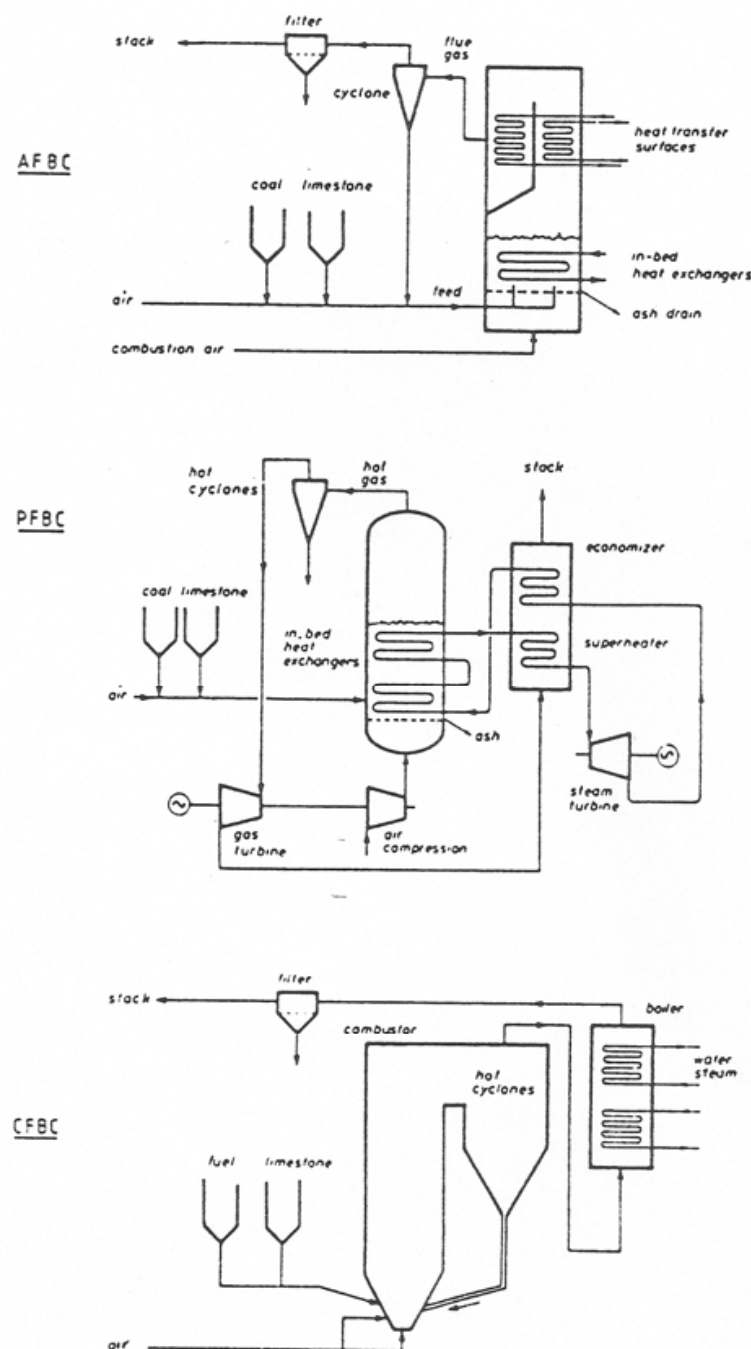 filter
stack
flue
gas
cyclone
heat transfer
surfaces
AFBC
coal
limestone
in-bed
heat exchangers
air
feed
ash drain
combustion air
hot
cyclones
hot
gas
stack
PFBC
economizer
coal
limestone
in.bed
heat
exchangers
superheater
air
ash
steam
turbine
gas
turbine
air
compression
filter
stack
boiler
combustor
water
steam
hot
cyclones
CFBC
fuel
limestone
air